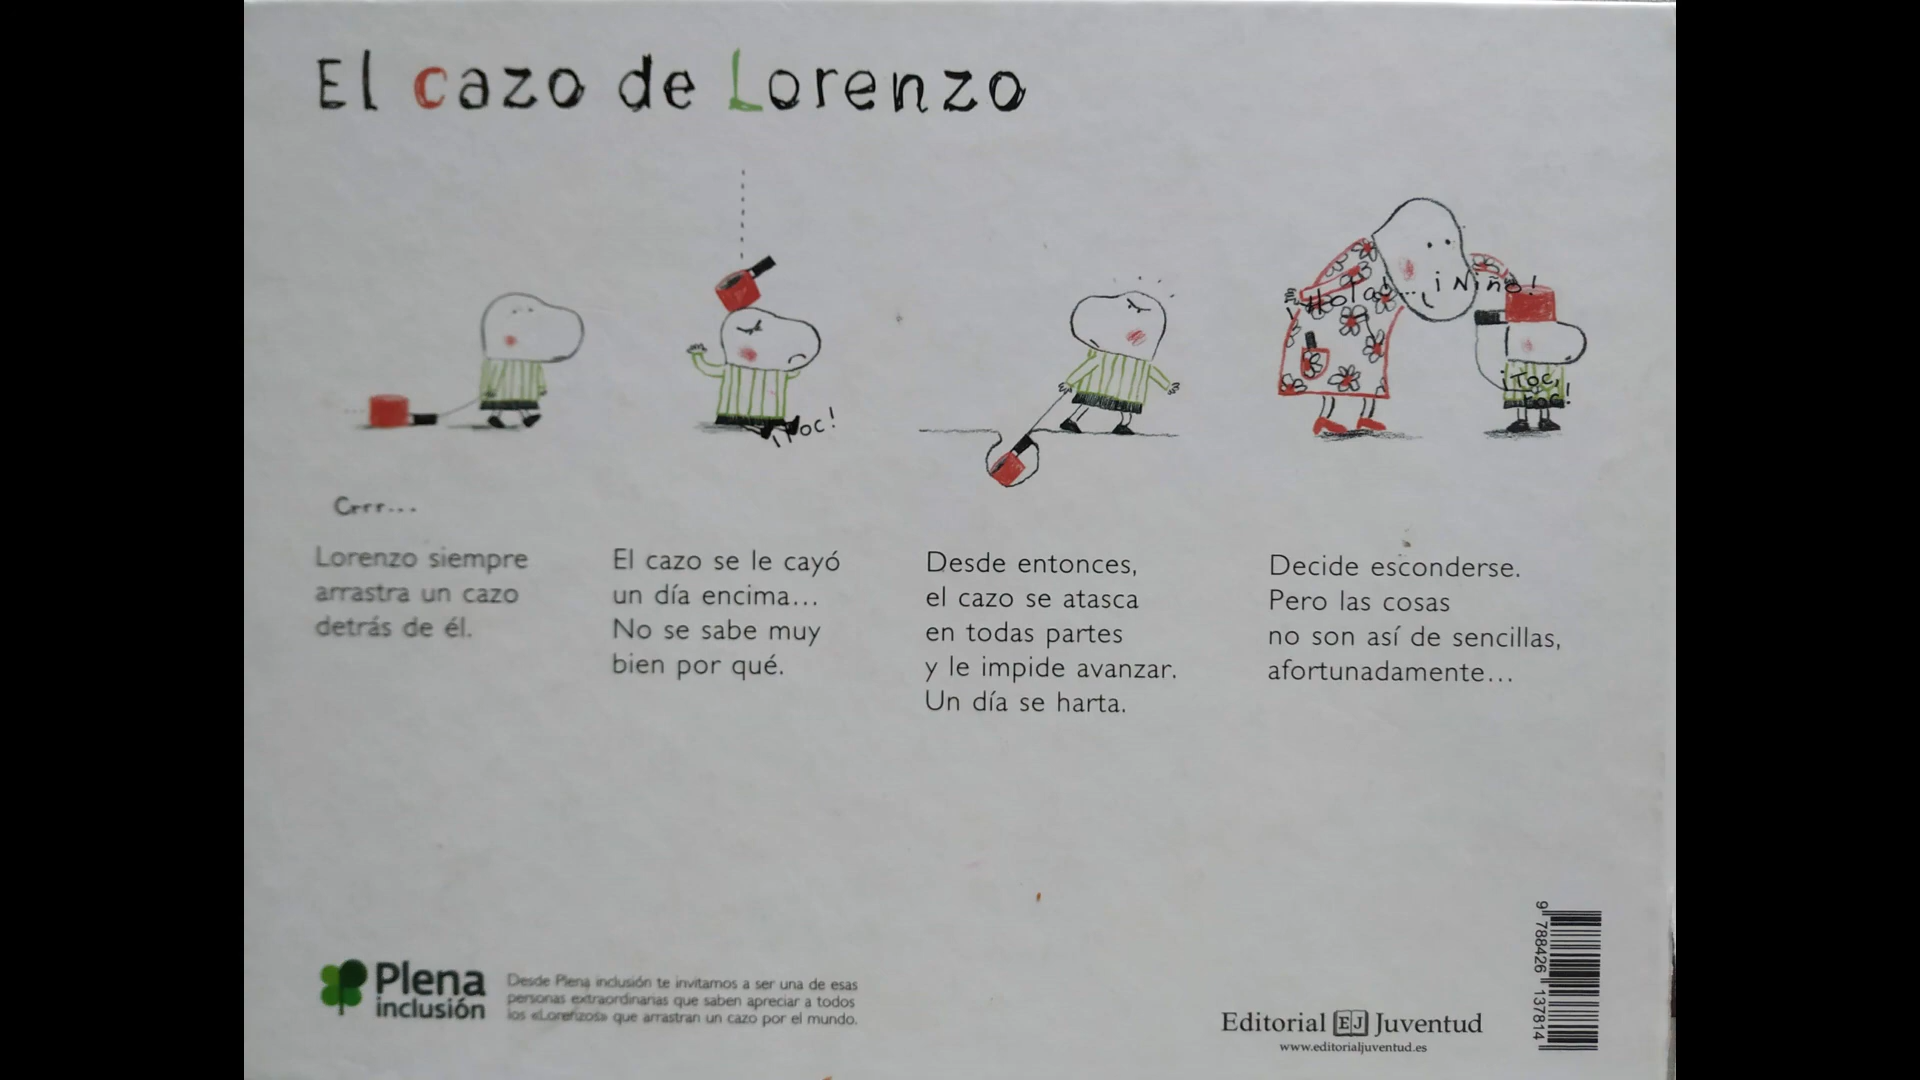 El cazo de Lorenzo
¡Hola!... ¡Niño!
¡Toc,
toc!
¡Poc!
Crrr...
Lorenzo siempre
arrastra un cazo
detrás de él.
El cazo se le cayó
un día encima...
No se sabe muy
bien por qué.
Desde entonces,
el cazo se atasca
en todas partes
y le impide avanzar.
Un día se harta.
Decide esconderse.
Pero las cosas
no son así de sencillas,
afortunadamente...
Plena
inclusión
Desde Plena inclusión te invitamos a ser una de esas
personas extraordinarias que saben apreciar a todos
los «Lorenzos» que arrastran un cazo por el mundo.
Editorial EJ Juventud
www.editorialjuventud.es
9 788426 137814